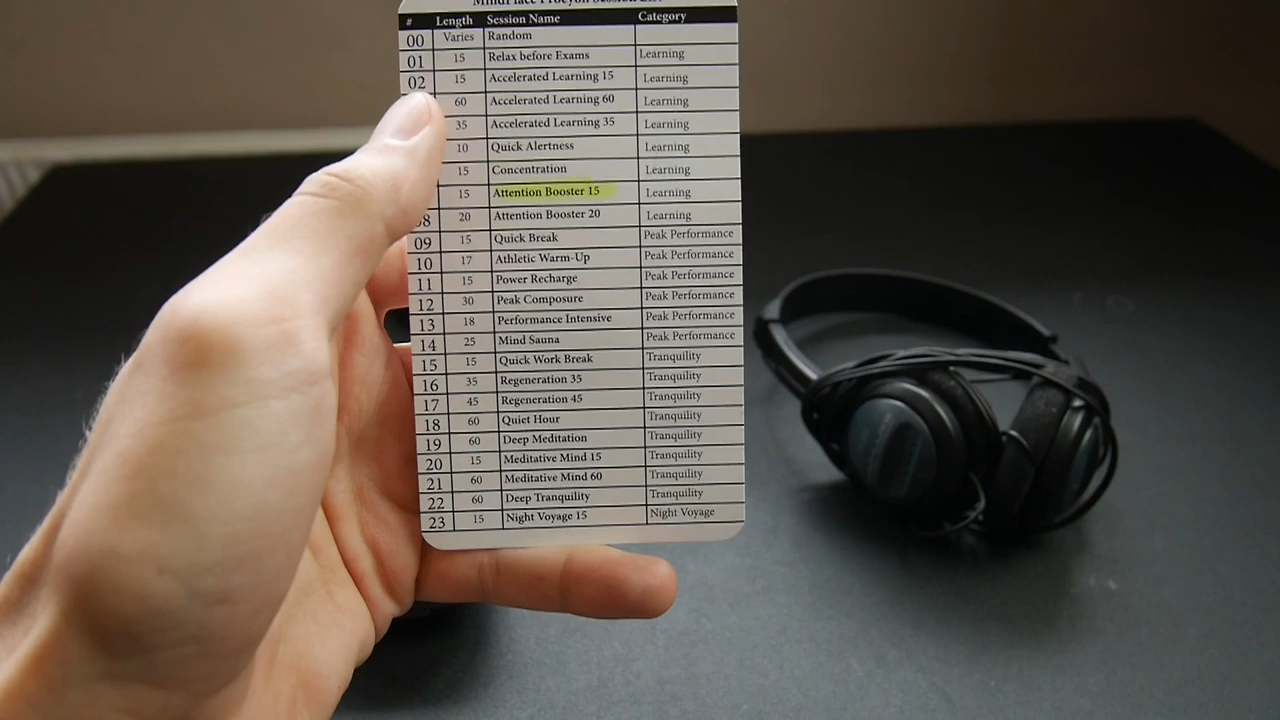 MindPlace Procyon Session List
# Length Session Name Category
00 Varies Random
01 15 Relax before Exams Learning
02 15 Accelerated Learning 15 Learning
60 Accelerated Learning 60 Learning
35 Accelerated Learning 35 Learning
10 Quick Alertness Learning
15 Concentration Learning
15 Attention Booster 15 Learning
08 20 Attention Booster 20 Learning
09 15 Quick Break Peak Performance
10 17 Athletic Warm-Up Peak Performance
11 15 Power Recharge Peak Performance
12 30 Peak Composure Peak Performance
13 18 Performance Intensive Peak Performance
14 25 Mind Sauna Peak Performance
15 15 Quick Work Break Tranquility
16 35 Regeneration 35 Tranquility
17 45 Regeneration 45 Tranquility
18 60 Quiet Hour Tranquility
19 60 Deep Meditation Tranquility
20 15 Meditative Mind 15 Tranquility
21 60 Meditative Mind 60 Tranquility
22 60 Deep Tranquility Tranquility
23 15 Night Voyage 15 Night Voyage